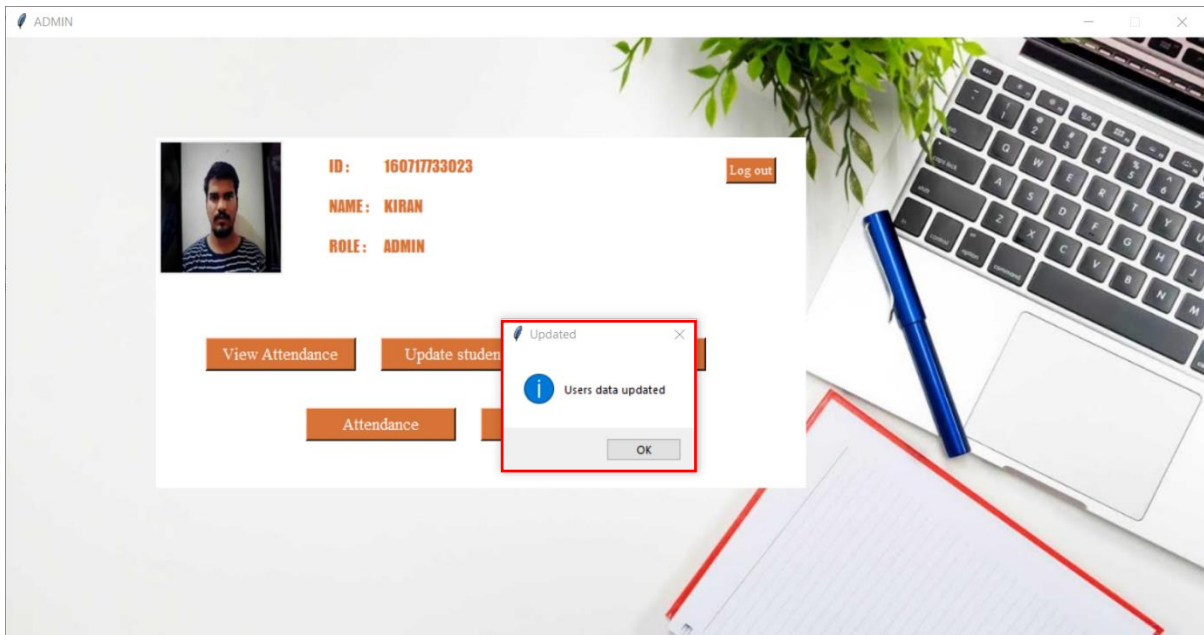 ADMIN
ID : 160717733023
Log out
NAME : KIRAN
ROLE : ADMIN
Updated
View Attendance
Update studen
Users data updated
Attendance
OK